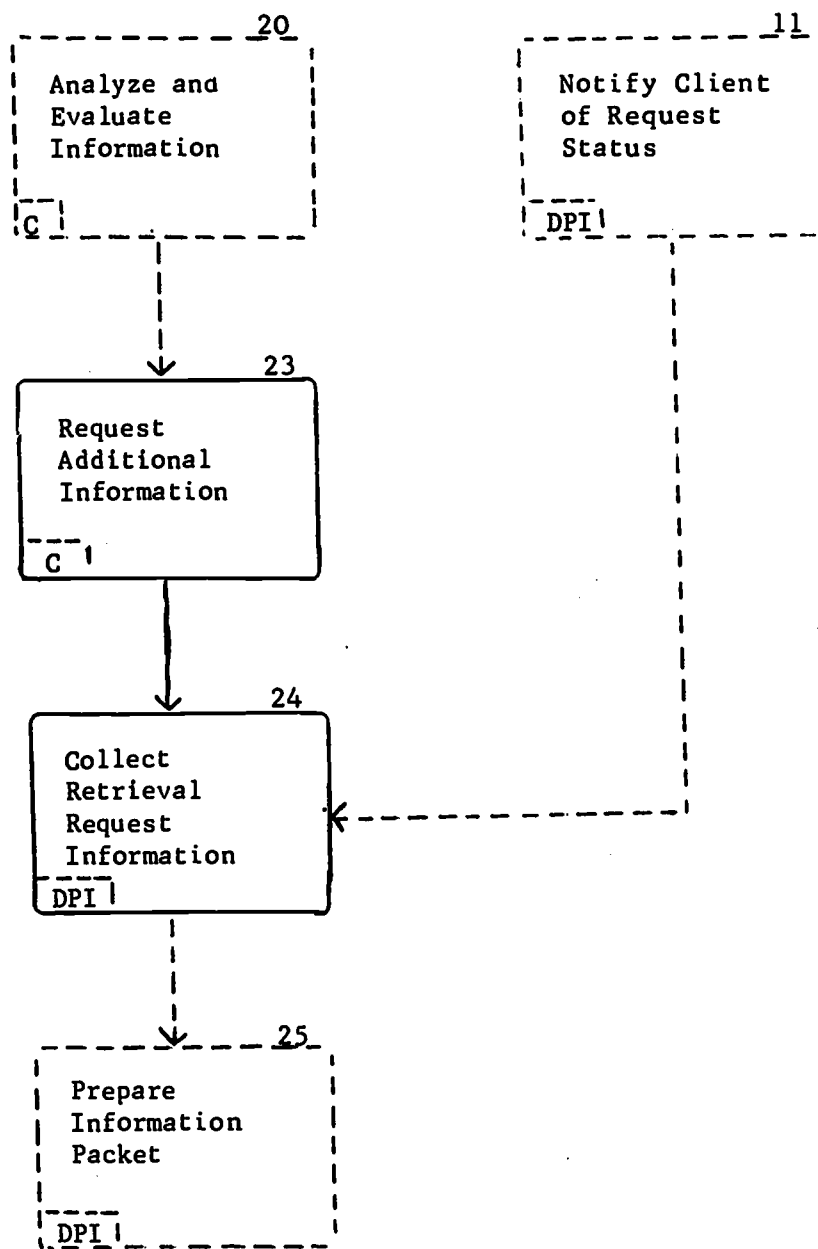 20
Analyze and
Evaluate
Information
C
11
Notify Client
of Request
Status
DPI
23
Request
Additional
Information
C
24
Collect
Retrieval
Request
Information
DPI
25
Prepare
Information
Packet
DPI